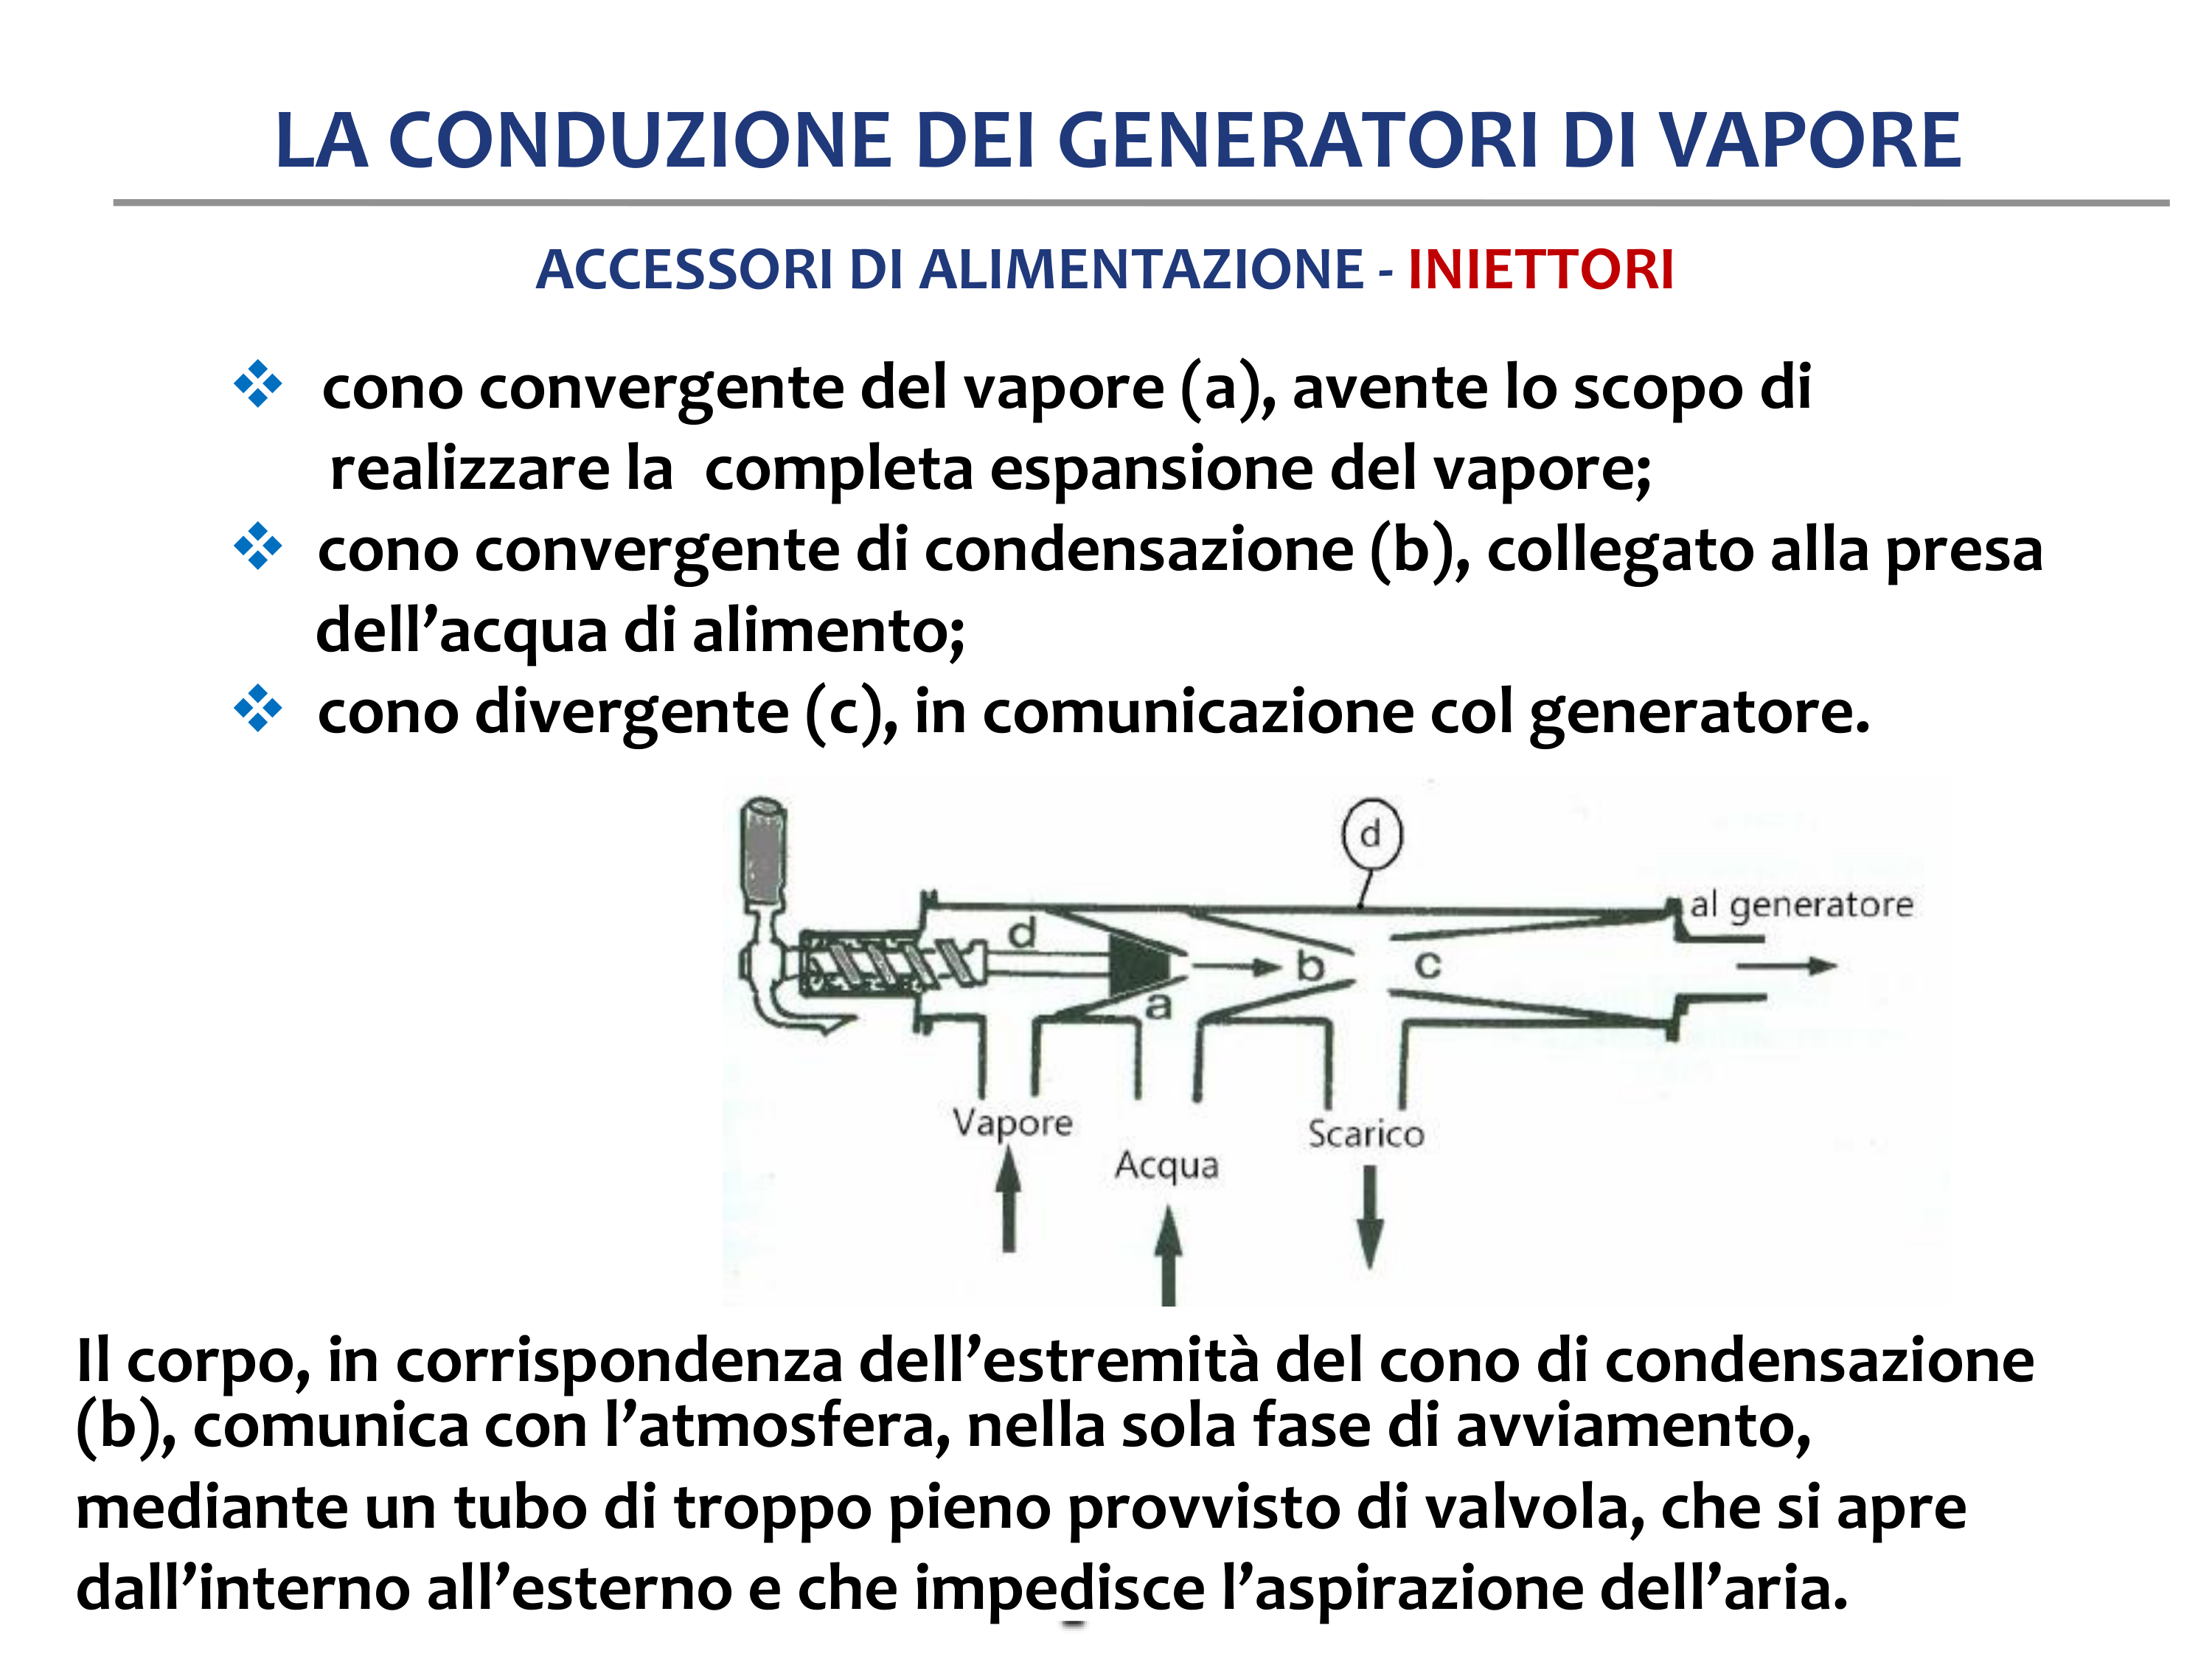 LA CONDUZIONE DEI GENERATORI DI VAPORE
ACCESSORI DI ALIMENTAZIONE - INIETTORI
cono convergente del vapore (a), avente lo scopo di
realizzare la completa espansione del vapore;
cono convergente di condensazione (b), collegato alla presa
dell’acqua di alimento;
cono divergente (c), in comunicazione col generatore.
d
al generatore
d
b
c
a
Vapore
Scarico
Acqua
Il corpo, in corrispondenza dell’estremità del cono di condensazione
(b), comunica con l’atmosfera, nella sola fase di avviamento,
mediante un tubo di troppo pieno provvisto di valvola, che si apre
dall’interno all’esterno e che impedisce l’aspirazione dell’aria.